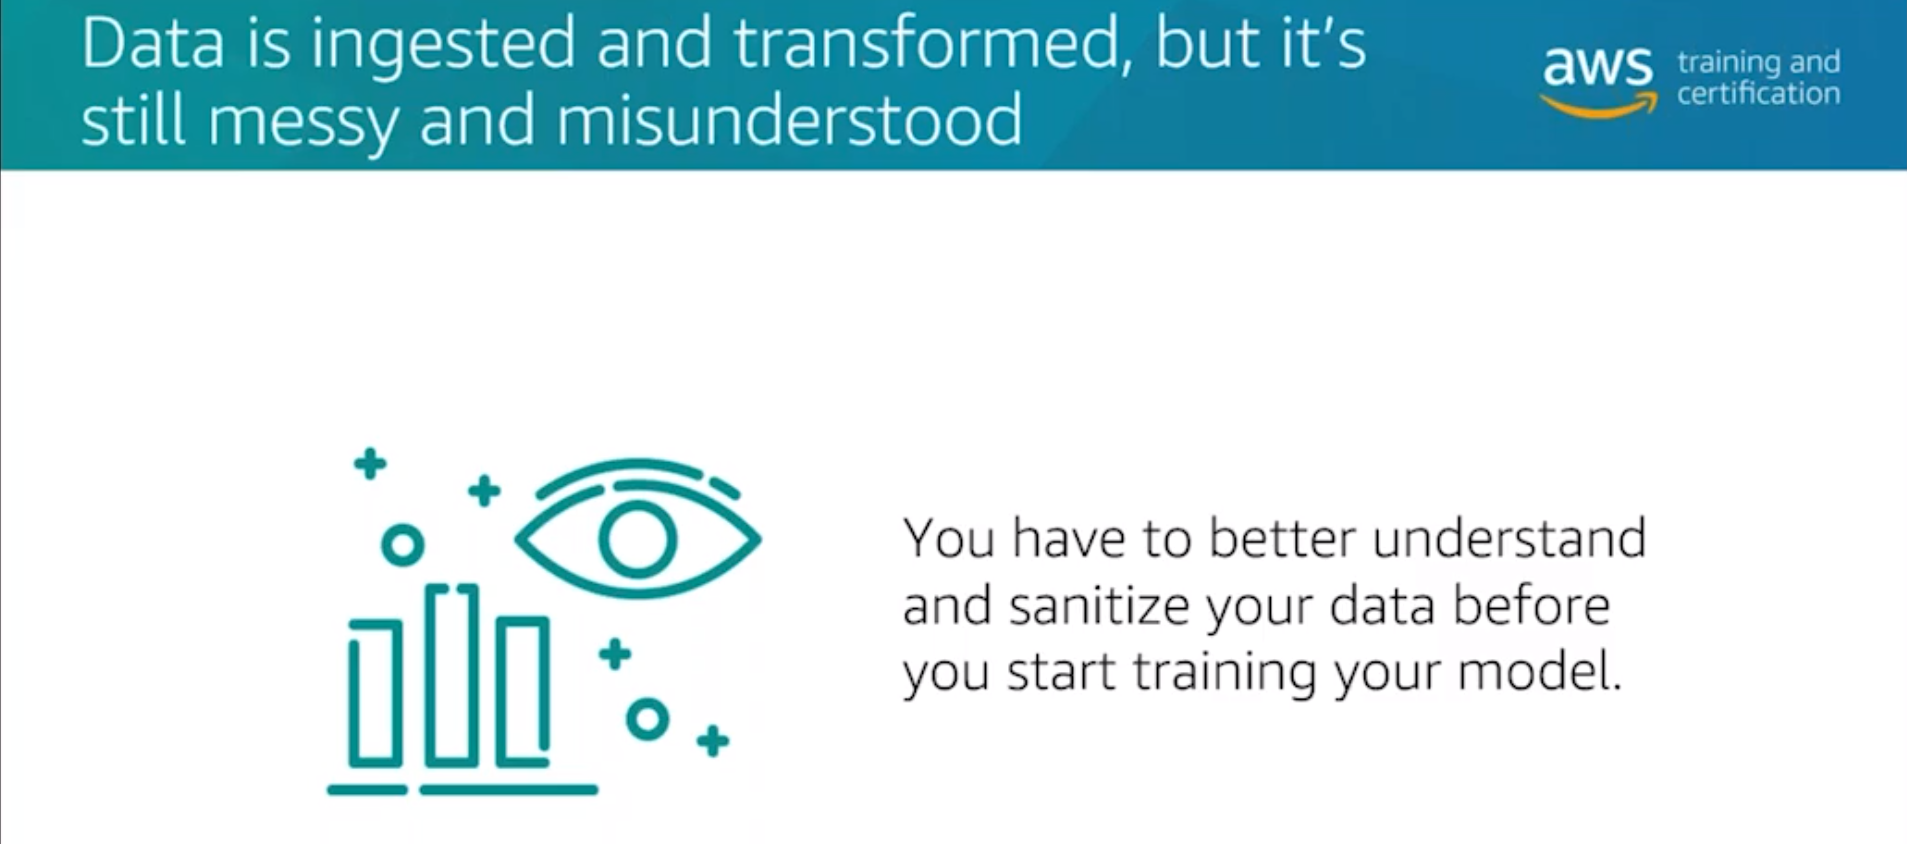 Data is ingested and transformed, but it's
still messy and misunderstood
aws
training and
certification
You have to better understand
and sanitize your data before
you start training your model.